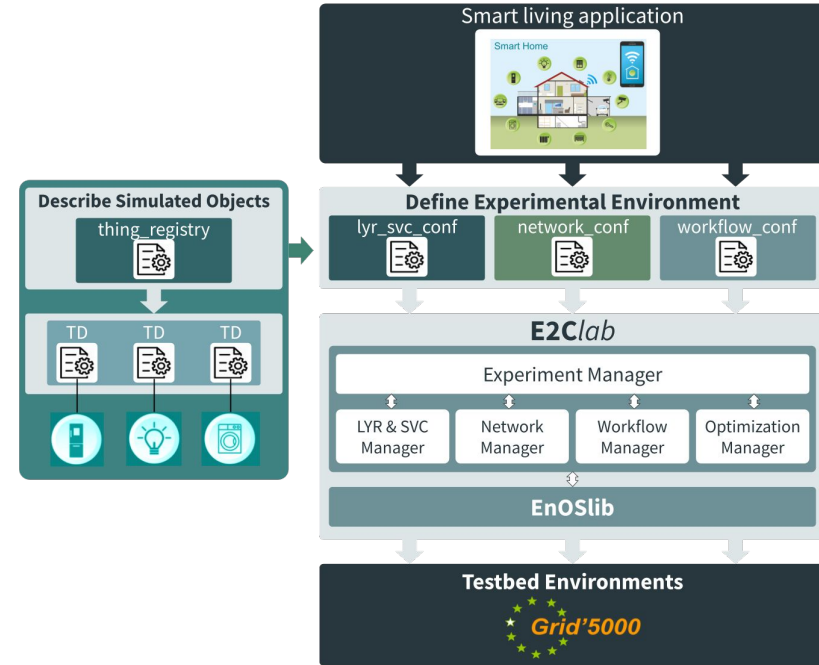 Smart living application
Smart Home
Describe Simulated Objects
thing_registry
TD TD TD
Define Experimental Environment
lyr_svc_conf network_conf workflow_conf
E2Clab
Experiment Manager
LYR & SVC Manager
Network Manager
Workflow Manager
Optimization Manager
EnOSlib
Testbed Environments
Grid'5000